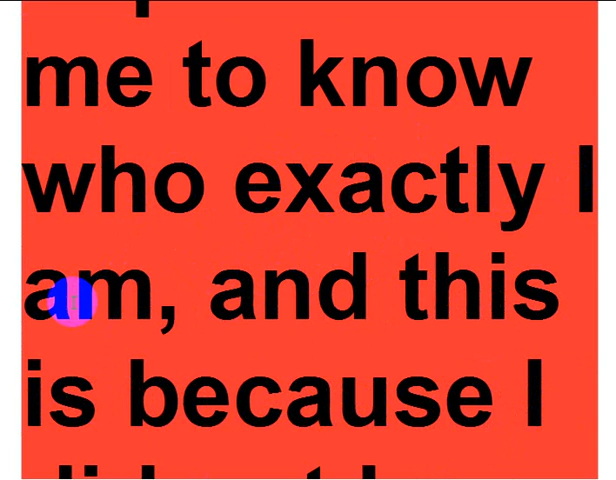 me to know
who exactly I
am, and this
is because I